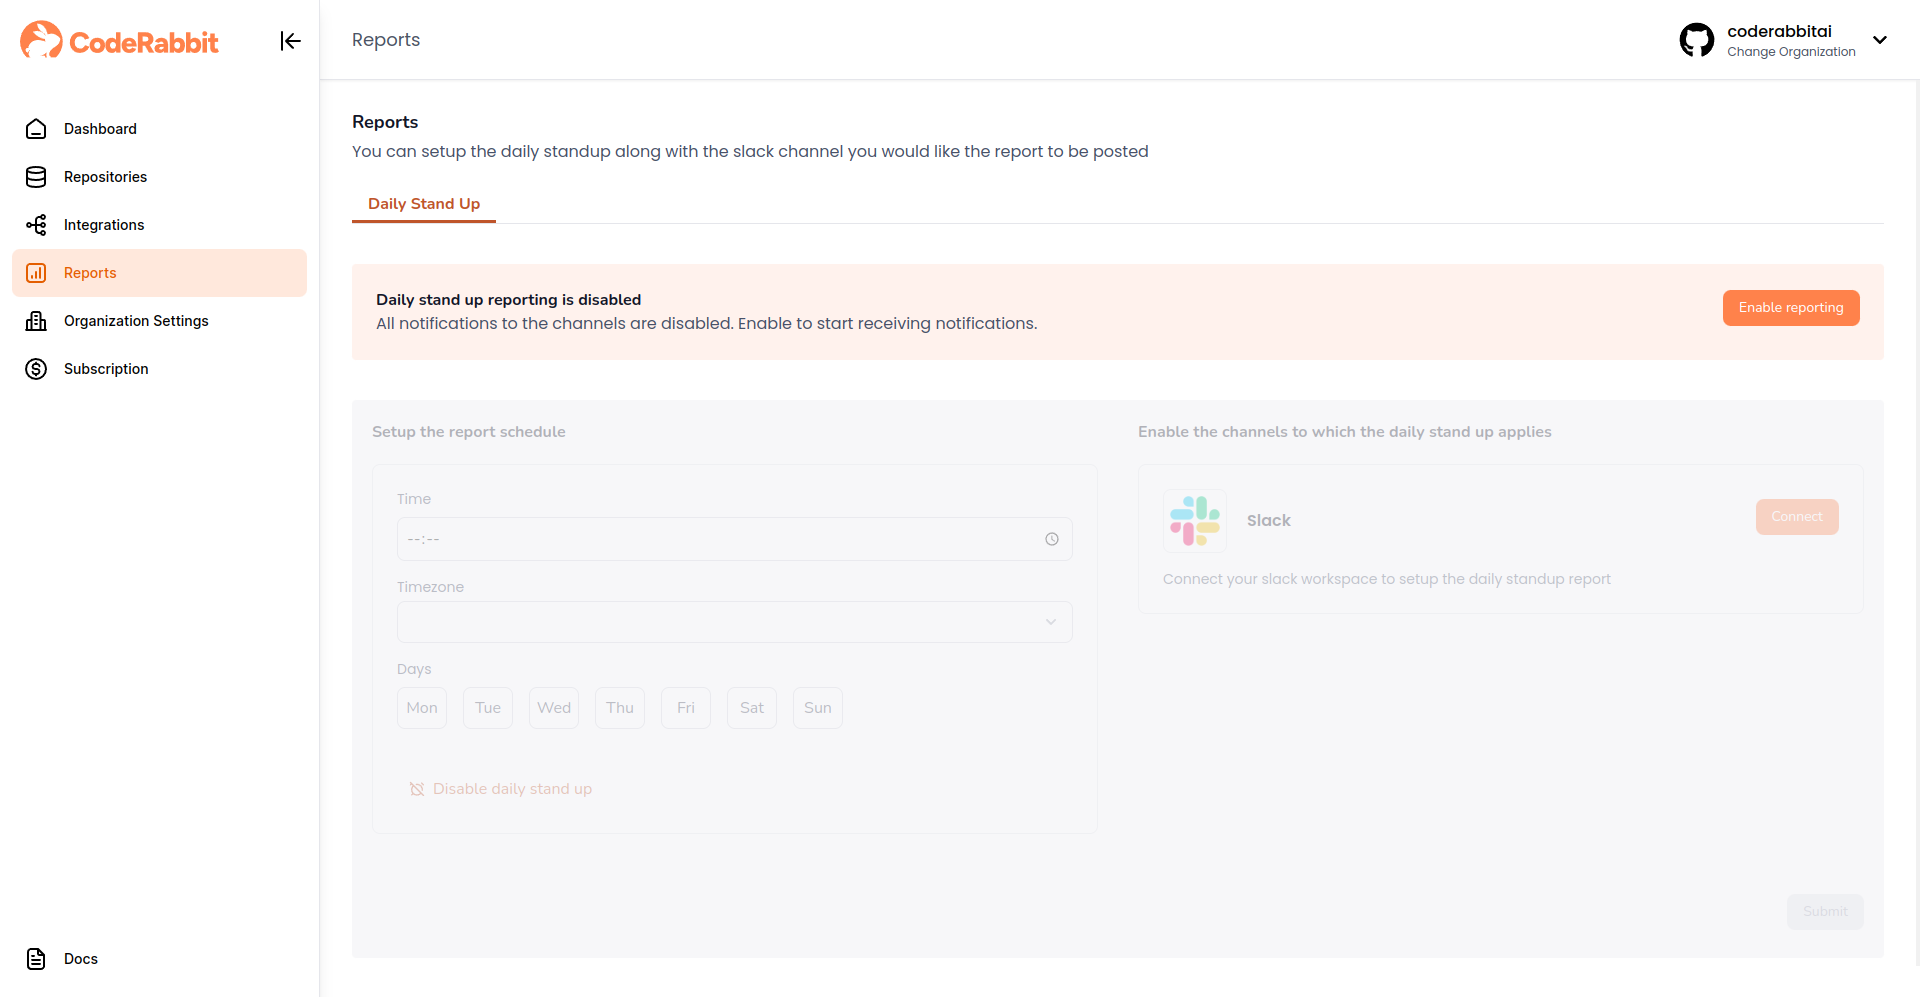 CodeRabbit
Reports
coderabbitai
Change Organization
Dashboard
Repositories
Integrations
Reports
Organization Settings
Subscription
Docs
Reports
You can setup the daily standup along with the slack channel you would like the report to be posted
Daily Stand Up
Daily stand up reporting is disabled
All notifications to the channels are disabled. Enable to start receiving notifications.
Enable reporting
Setup the report schedule
Time
--:--
Timezone
Days
Mon Tue Wed Thu Fri Sat Sun
Disable daily stand up
Enable the channels to which the daily stand up applies
Slack
Connect
Connect your slack workspace to setup the daily standup report
Submit